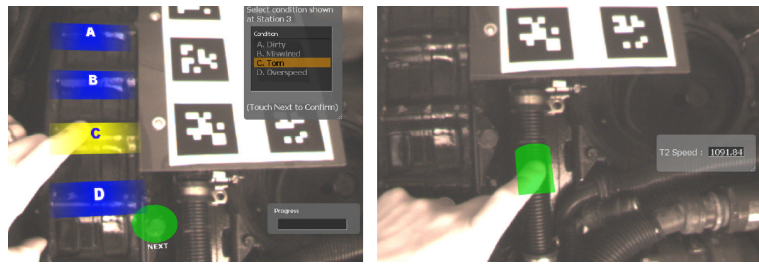 Select condition shown
at Station 3
Condition
A. Dirty
B. Miswired
C. Torn
D. Overspeed
(Touch Next to Confirm)
A
B
C
D
NEXT
Progress
T2 Speed : 1091.84